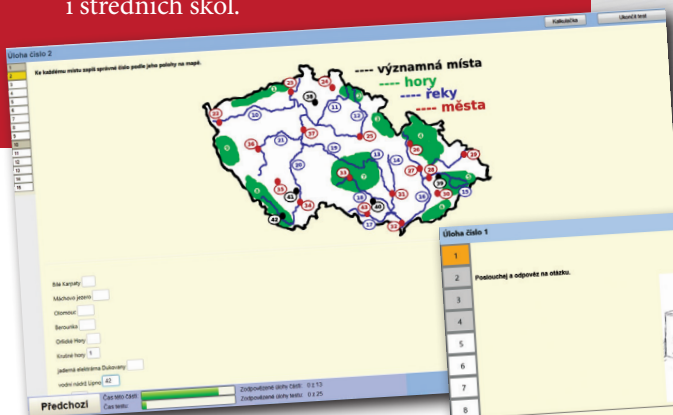 i středních škol.
Kalkulačka
Ukončit test
Úloha číslo 2
Ke každému místu zapiš správné číslo podle jeho polohy na mapě.
---- významná místa
---- hory
---- řeky
---- města
Bílé Karpaty
Máchovo jezero
Olomouc
Berounka
Orlické Hory
Krušné hory 1
jaderná elektrárna Dukovany
vodní nádrž Lipno 42
Předchozí
Čas této části
Čas testu
Zodpovězené úlohy části: 0 z 13
Zodpovězené úlohy testu: 0 z 25
Úloha číslo 1
1
2
3
4
5
6
7
8
Poslouchej a odpověz na otázku.